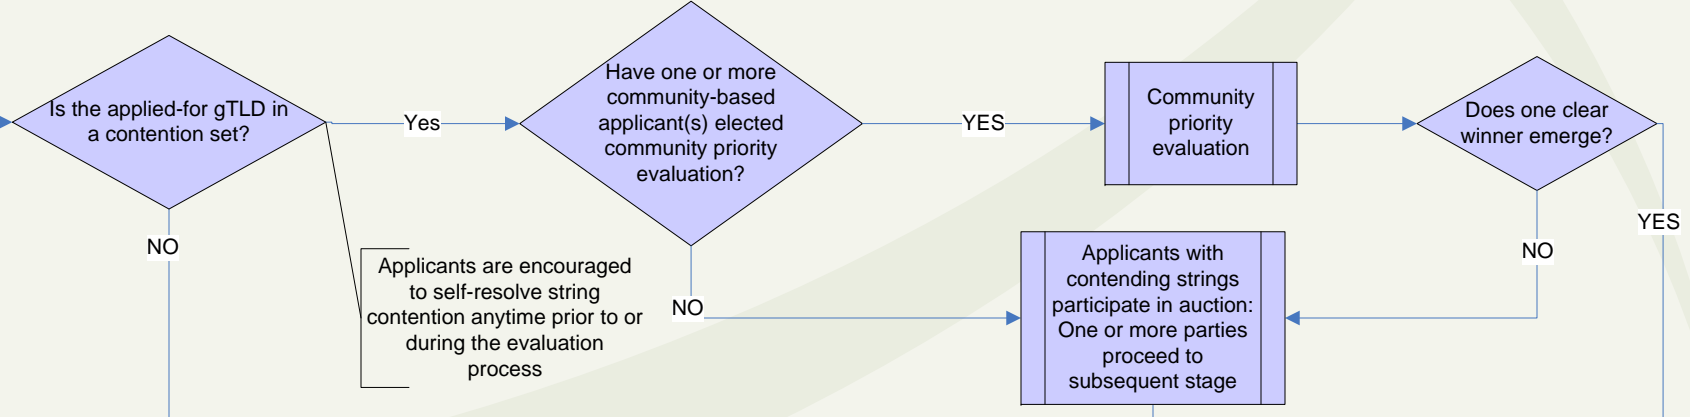 Is the applied-for gTLD in
a contention set?
Yes
NO
Applicants are encouraged
to self-resolve string
contention anytime prior to or
during the evaluation
process
Have one or more
community-based
applicant(s) elected
community priority
evaluation?
YES
NO
Community
priority
evaluation
Does one clear
winner emerge?
YES
NO
Applicants with
contending strings
participate in auction:
One or more parties
proceed to
subsequent stage